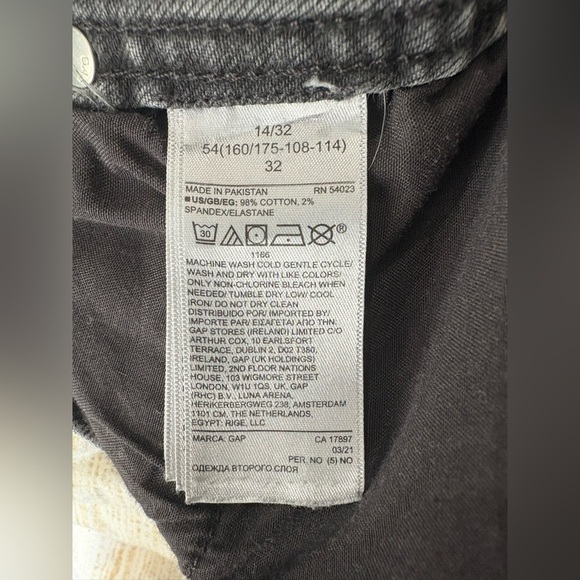 14/32
54(160/175-108-114)
32
MADE IN PAKISTAN RN 54023
US/GB/EG: 98% COTTON, 2%
SPANDEX/ELASTANE
30 ®
1166
MACHINE WASH COLD GENTLE CYCLE/
WASH AND DRY WITH LIKE COLORS/
ONLY NON-CHLORINE BLEACH WHEN
NEEDED/ TUMBLE DRY LOW/ COOL
IRON/ DO NOT DRY CLEAN
DISTRIBUIDO POR/ IMPORTED BY/
IMPORTE PAR/ ΕΙΣΑΓΕΤΑΙ ΑΠΟ ΤΗΝ.
GAP STORES (IRELAND) LIMITED C/O
ARTHUR COX, 10 EARLSFORT
TERRACE, DUBLIN 2, D02 T380,
IRELAND, GAP (UK HOLDINGS)
LIMITED, 2ND FLOOR NATIONS
HOUSE, 103 WIGMORE STREET
LONDON, W1U 1QS, UK, GAP
(RHC) B.V., LUNA ARENA,
HERIKERBERGWEG 238, AMSTERDAM
1101 CM, THE NETHERLANDS,
EGYPT: RIGE, LLC
MARCA: GAP CA 17897
03/21
PER. NO (5) NO
ОДЕЖДА ВТОРОГО СЛОЯ